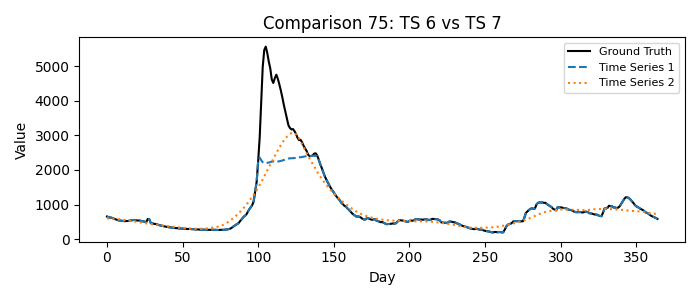 Comparison 75: TS 6 vs TS 7
Ground Truth
Time Series 1
Time Series 2
Value
5000
4000
3000
2000
1000
0
0 50 100 150 200 250 300 350
Day